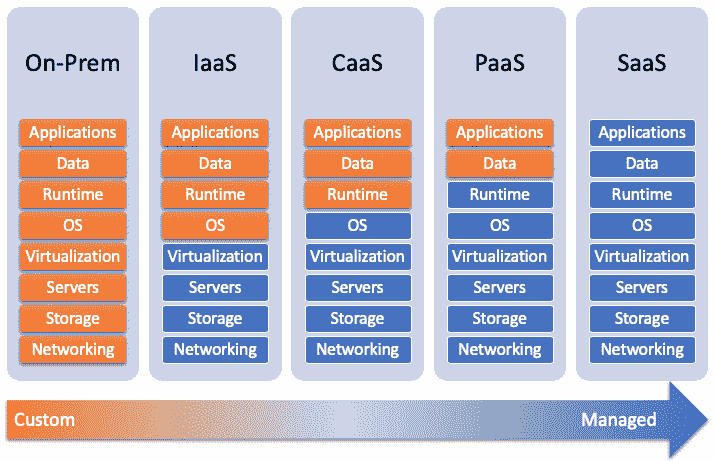 On-Prem
Applications
Data
Runtime
OS
Virtualization
Servers
Storage
Networking
IaaS
Applications
Data
Runtime
OS
Virtualization
Servers
Storage
Networking
CaaS
Applications
Data
Runtime
OS
Virtualization
Servers
Storage
Networking
PaaS
Applications
Data
Runtime
OS
Virtualization
Servers
Storage
Networking
SaaS
Applications
Data
Runtime
OS
Virtualization
Servers
Storage
Networking
Custom
Managed